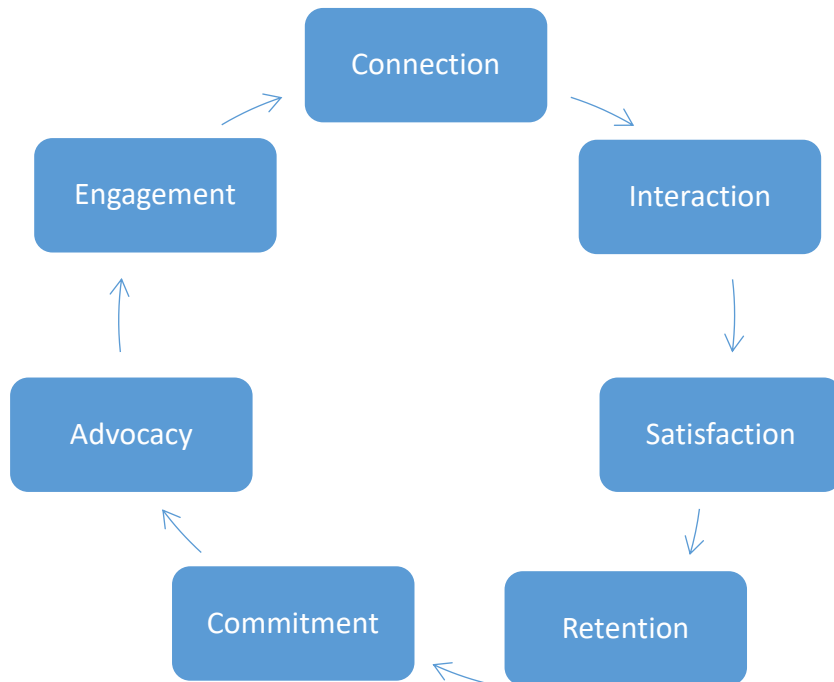 Connection
Interaction
Satisfaction
Retention
Commitment
Advocacy
Engagement